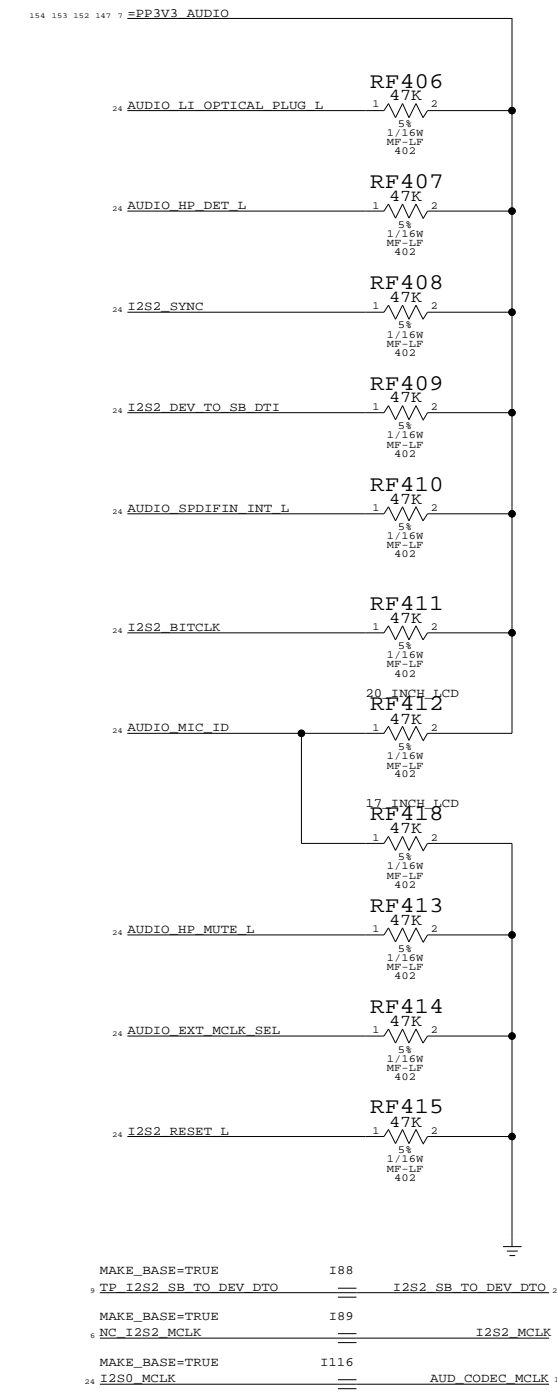 154 153 152 147 7 =PP3V3_AUDIO
RF406
47K
24 AUDIO_LI_OPTICAL_PLUG_L 1 2
5%
1/16W
MF-LF
402
RF407
47K
24 AUDIO_HP_DET_L 1 2
5%
1/16W
MF-LF
402
RF408
47K
24 I2S2_SYNC 1 2
5%
1/16W
MF-LF
402
RF409
47K
24 I2S2_DEV_TO_SB_DTI 1 2
5%
1/16W
MF-LF
402
RF410
47K
24 AUDIO_SPDIFIN_INT_L 1 2
5%
1/16W
MF-LF
402
RF411
47K
24 I2S2_BITCLK 1 2
5%
1/16W
MF-LF
402
20_INCH_LCD
RF412
47K
24 AUDIO_MIC_ID 1 2
5%
1/16W
MF-LF
402
17_INCH_LCD
RF418
47K
1 2
5%
1/16W
MF-LF
402
RF413
47K
24 AUDIO_HP_MUTE_L 1 2
5%
1/16W
MF-LF
402
RF414
47K
24 AUDIO_EXT_MCLK_SEL 1 2
5%
1/16W
MF-LF
402
RF415
47K
24 I2S2_RESET_L 1 2
5%
1/16W
MF-LF
402
MAKE_BASE=TRUE I88
9 TP_I2S2_SB_TO_DEV_DTO I2S2_SB_TO_DEV_DTO
MAKE_BASE=TRUE I89
6 NC_I2S2_MCLK I2S2_MCLK
MAKE_BASE=TRUE I116
24 I2S0_MCLK AUD_CODEC_MCLK